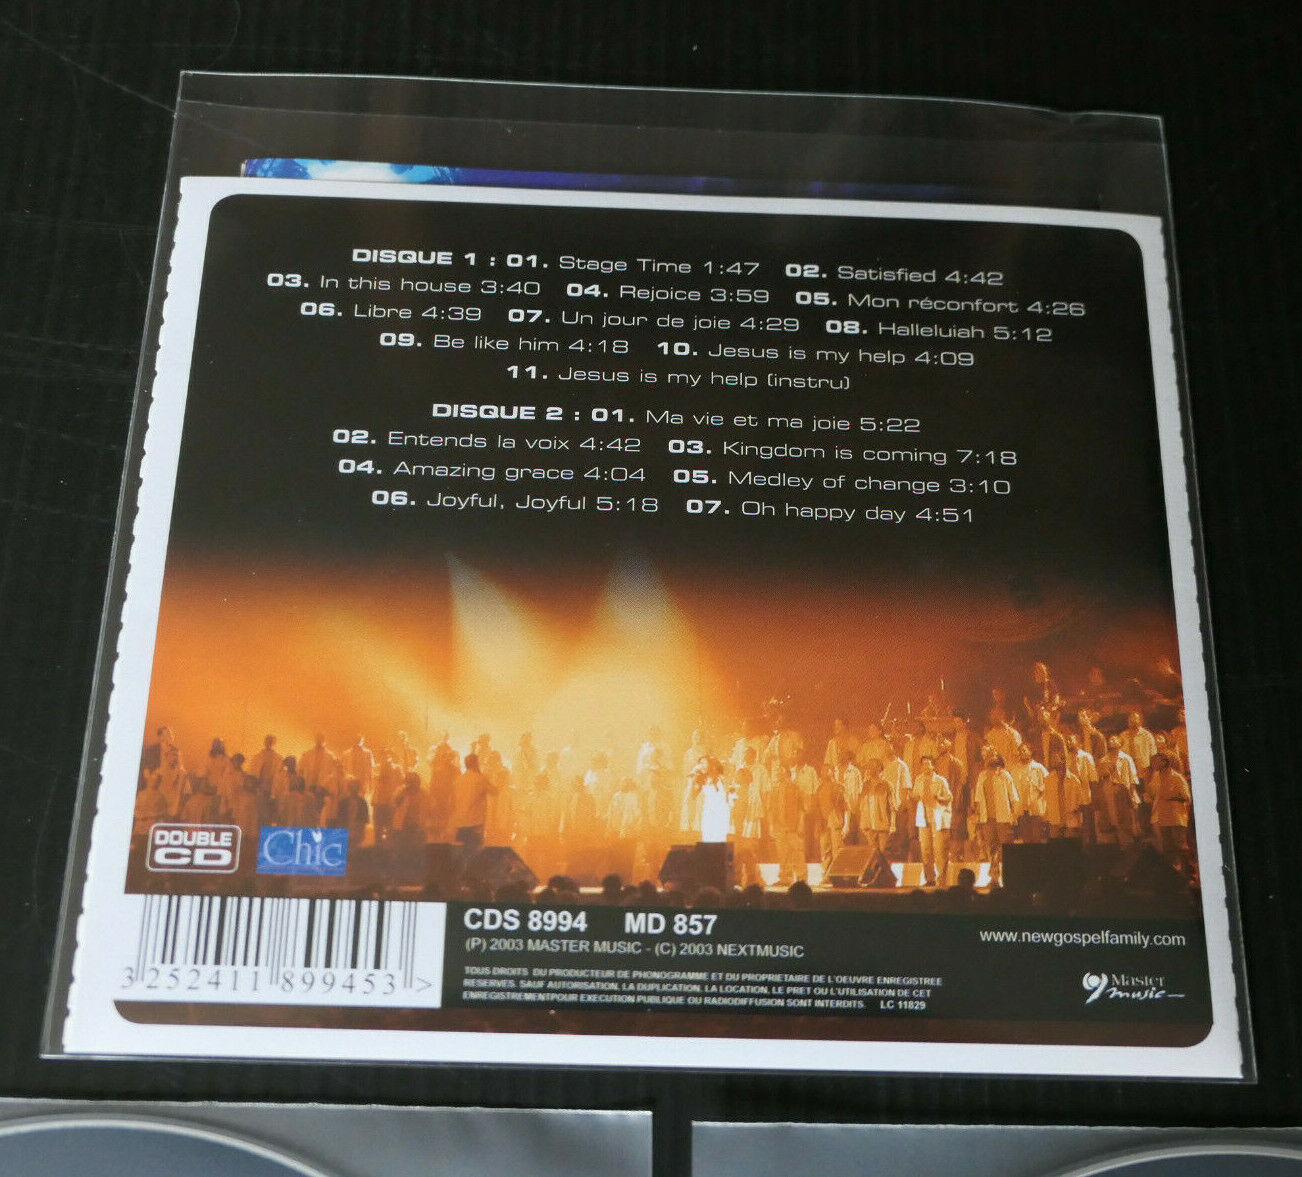 DISQUE 1 : 01. Stage Time 1:47 02. Satisfied 4:42
03. In this house 3:40 04. Rejoice 3:59 05. Mon réconfort 4:26
06. Libre 4:39 07. Un jour de joie 4:29 08. Halleluiah 5:12
09. Be like him 4:18 10. Jesus is my help 4:09
11. Jesus is my help (instru)
DISQUE 2 : 01. Ma vie et ma joie 5:22
02. Entends la voix 4:42 03. Kingdom is coming 7:18
04. Amazing grace 4:04 05. Medley of change 3:10
06. Joyful, Joyful 5:18 07. Oh happy day 4:51
DOUBLE
CD
Chic
3 252411 899453 >
CDS 8994 MD 857
(P) 2003 MASTER MUSIC - (C) 2003 NEXTMUSIC
TOUS DROITS DU PRODUCTEUR DE PHONOGRAMME ET DU PROPRIETAIRE DE L'OEUVRE ENREGISTREE
RESERVES. SAUF AUTORISATION, LA DUPLICATION, LA LOCATION, LE PRET OU L'UTILISATION DE CET
ENREGISTREMENTPOUR EXECUTION PUBLIQUE OU RADIODIFFUSION SONT INTERDITS. LC 11829
www.newgospelfamily.com
Master
music